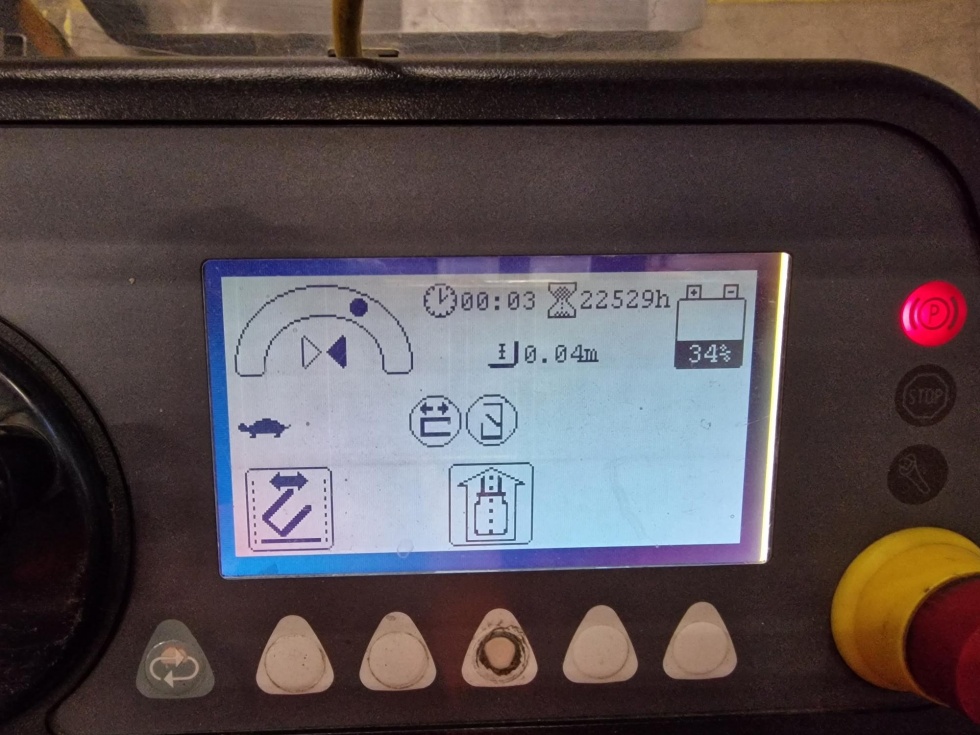 00:03 22529h + -
0.04m 34%
P
STOP